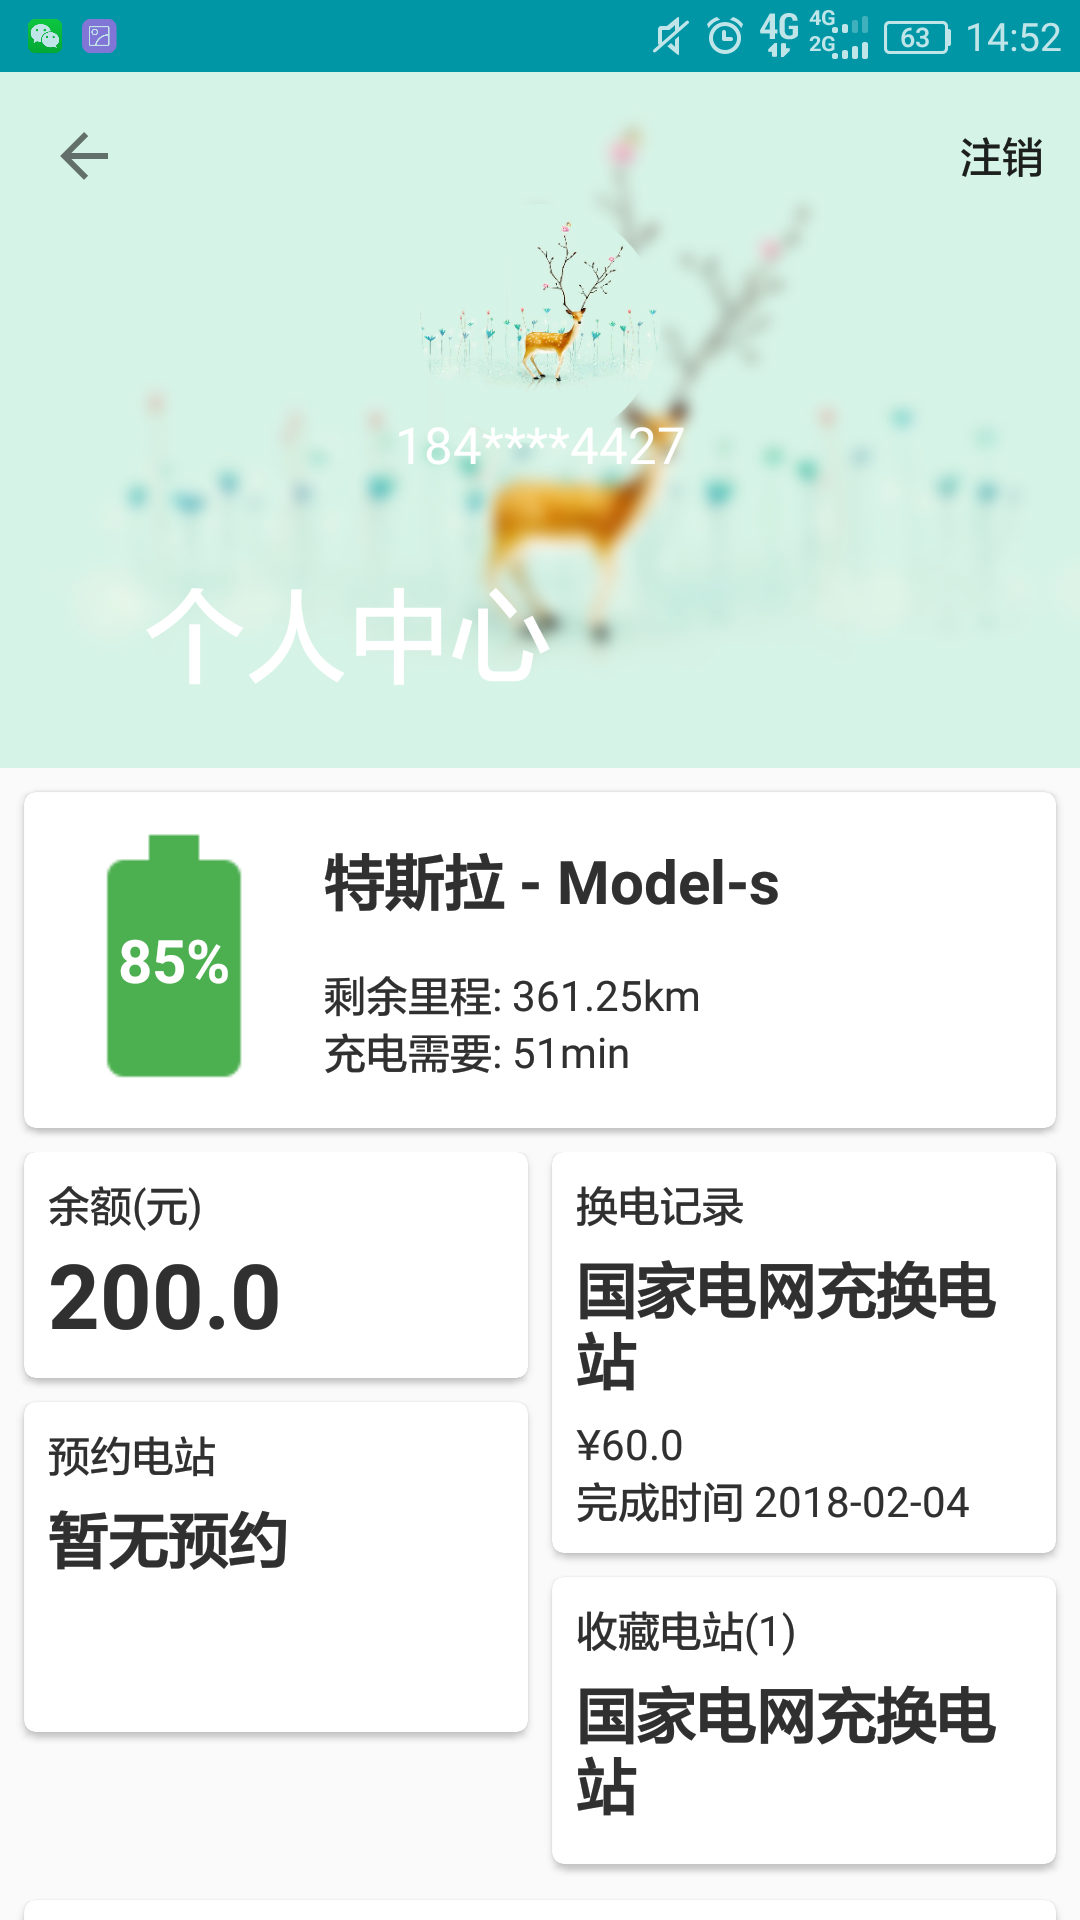 4G 4G 2G 63 14:52
注销
184****4427
个人中心
特斯拉 - Model-s
85%
剩余里程: 361.25km
充电需要: 51min
余额(元)
200.0
预约电站
暂无预约
换电记录
国家电网充换电
站
¥60.0
完成时间 2018-02-04
收藏电站(1)
国家电网充换电
站